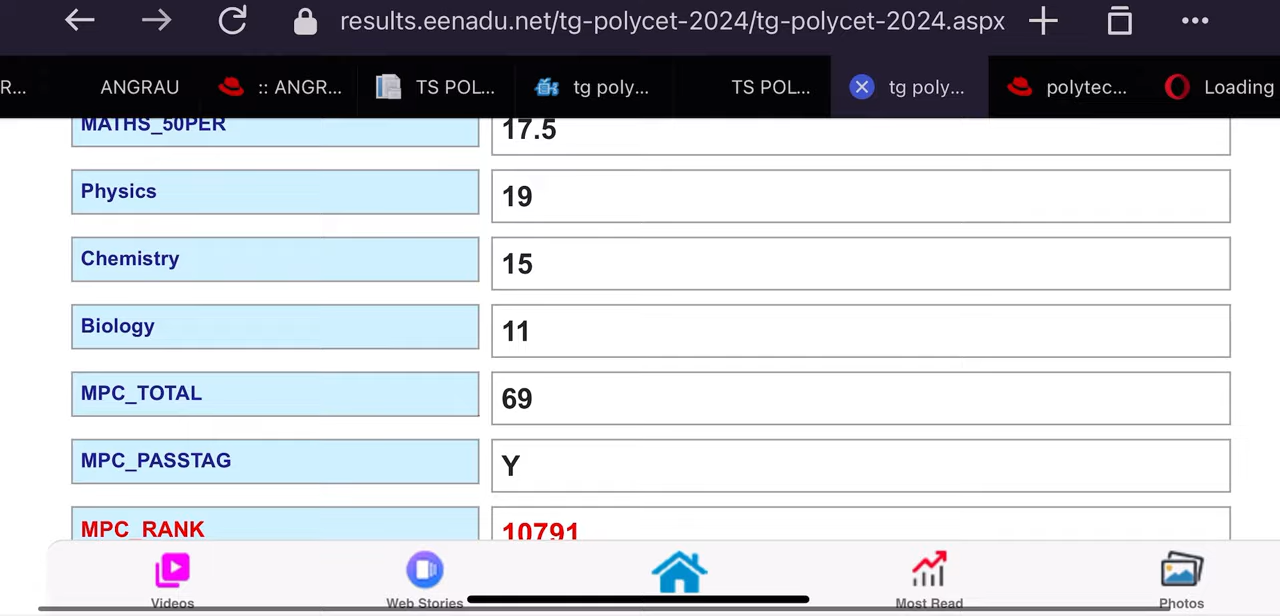 results.eenadu.net/tg-polycet-2024/tg-polycet-2024.aspx
R... ANGRAU :: ANGR... TS POL... tg poly... TS POL... tg poly... polytec... Loading
MATHS_50PER 17.5
Physics 19
Chemistry 15
Biology 11
MPC_TOTAL 69
MPC_PASSTAG Y
MPC_RANK 10791
Videos Web Stories Most Read Photos